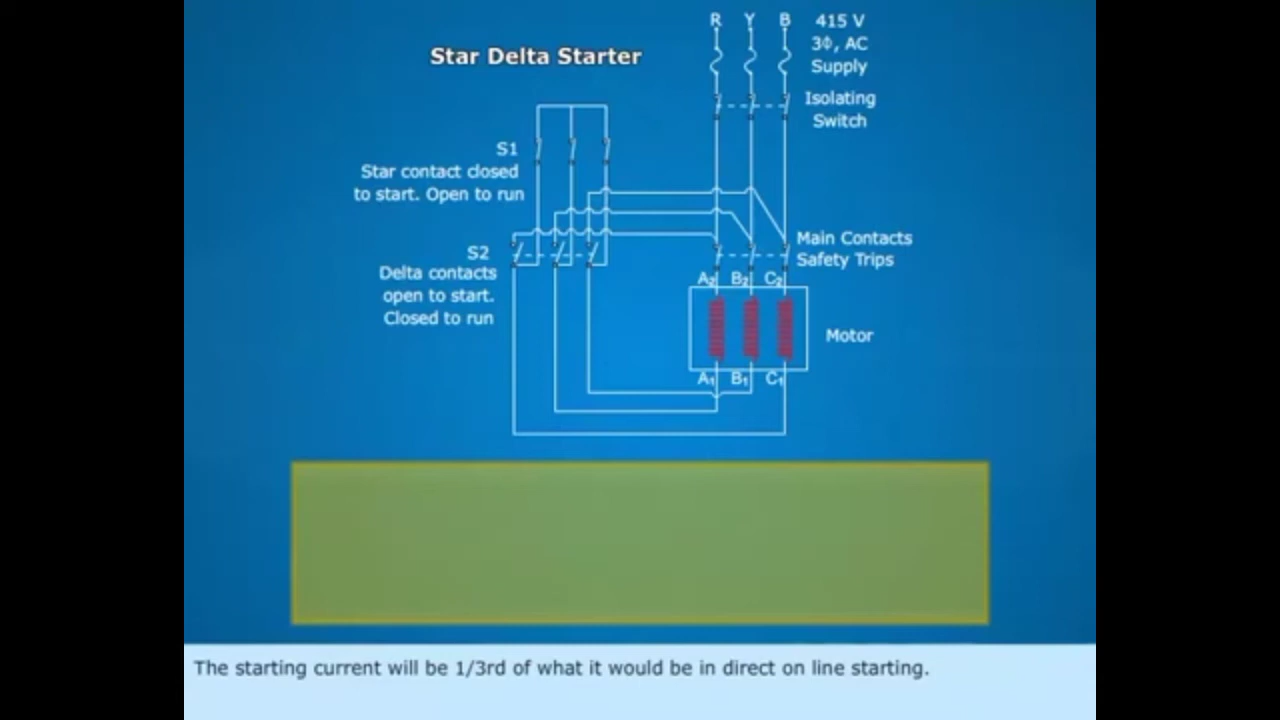 R Y B 415 V
3Φ, AC
Supply
Star Delta Starter
Isolating
Switch
S1
Star contact closed
to start. Open to run
S2
Delta contacts
open to start.
Closed to run
Main Contacts
Safety Trips
A2 B2 C2
Motor
A1 B1 C1
The starting current will be 1/3rd of what it would be in direct on line starting.